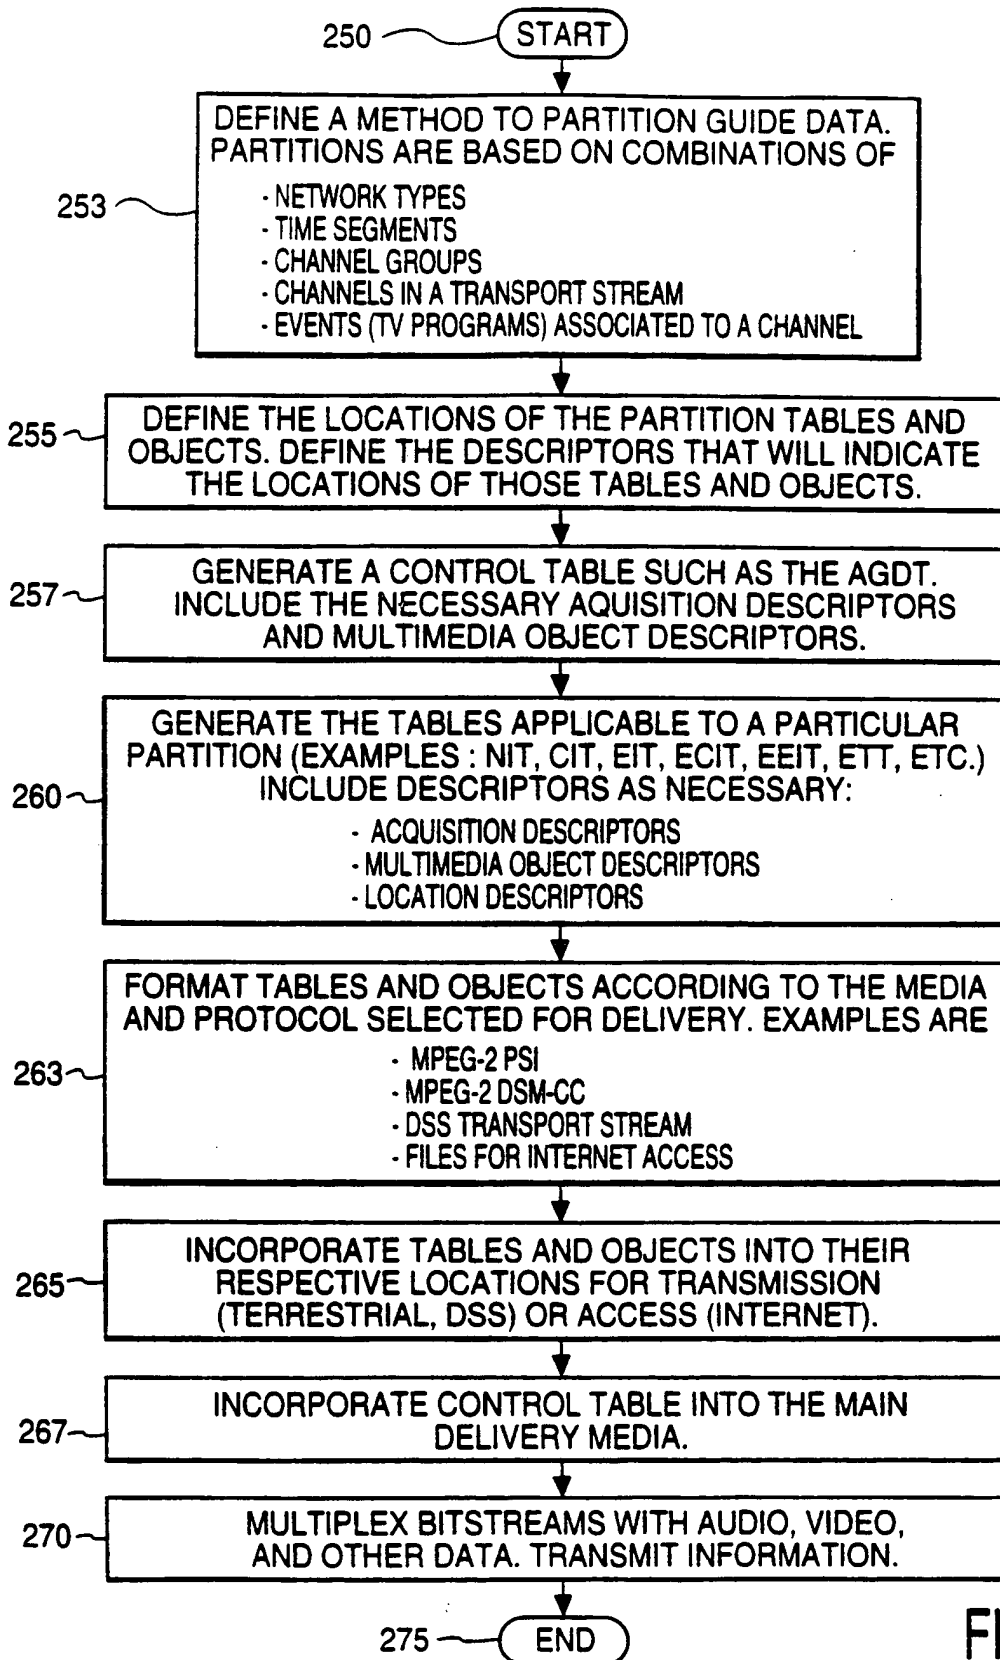 250
START
DEFINE A METHOD TO PARTITION GUIDE DATA.
PARTITIONS ARE BASED ON COMBINATIONS OF
253
- NETWORK TYPES
- TIME SEGMENTS
- CHANNEL GROUPS
- CHANNELS IN A TRANSPORT STREAM
- EVENTS (TV PROGRAMS) ASSOCIATED TO A CHANNEL
255
DEFINE THE LOCATIONS OF THE PARTITION TABLES AND
OBJECTS. DEFINE THE DESCRIPTORS THAT WILL INDICATE
THE LOCATIONS OF THOSE TABLES AND OBJECTS.
257
GENERATE A CONTROL TABLE SUCH AS THE AGDT.
INCLUDE THE NECESSARY AQUISITION DESCRIPTORS
AND MULTIMEDIA OBJECT DESCRIPTORS.
260
GENERATE THE TABLES APPLICABLE TO A PARTICULAR
PARTITION (EXAMPLES : NIT, CIT, EIT, ECIT, EEIT, ETT, ETC.)
INCLUDE DESCRIPTORS AS NECESSARY:
- ACQUISITION DESCRIPTORS
- MULTIMEDIA OBJECT DESCRIPTORS
- LOCATION DESCRIPTORS
263
FORMAT TABLES AND OBJECTS ACCORDING TO THE MEDIA
AND PROTOCOL SELECTED FOR DELIVERY. EXAMPLES ARE
- MPEG-2 PSI
- MPEG-2 DSM-CC
- DSS TRANSPORT STREAM
- FILES FOR INTERNET ACCESS
265
INCORPORATE TABLES AND OBJECTS INTO THEIR
RESPECTIVE LOCATIONS FOR TRANSMISSION
(TERRESTRIAL, DSS) OR ACCESS (INTERNET).
267
INCORPORATE CONTROL TABLE INTO THE MAIN
DELIVERY MEDIA.
270
MULTIPLEX BITSTREAMS WITH AUDIO, VIDEO,
AND OTHER DATA. TRANSMIT INFORMATION.
275
END